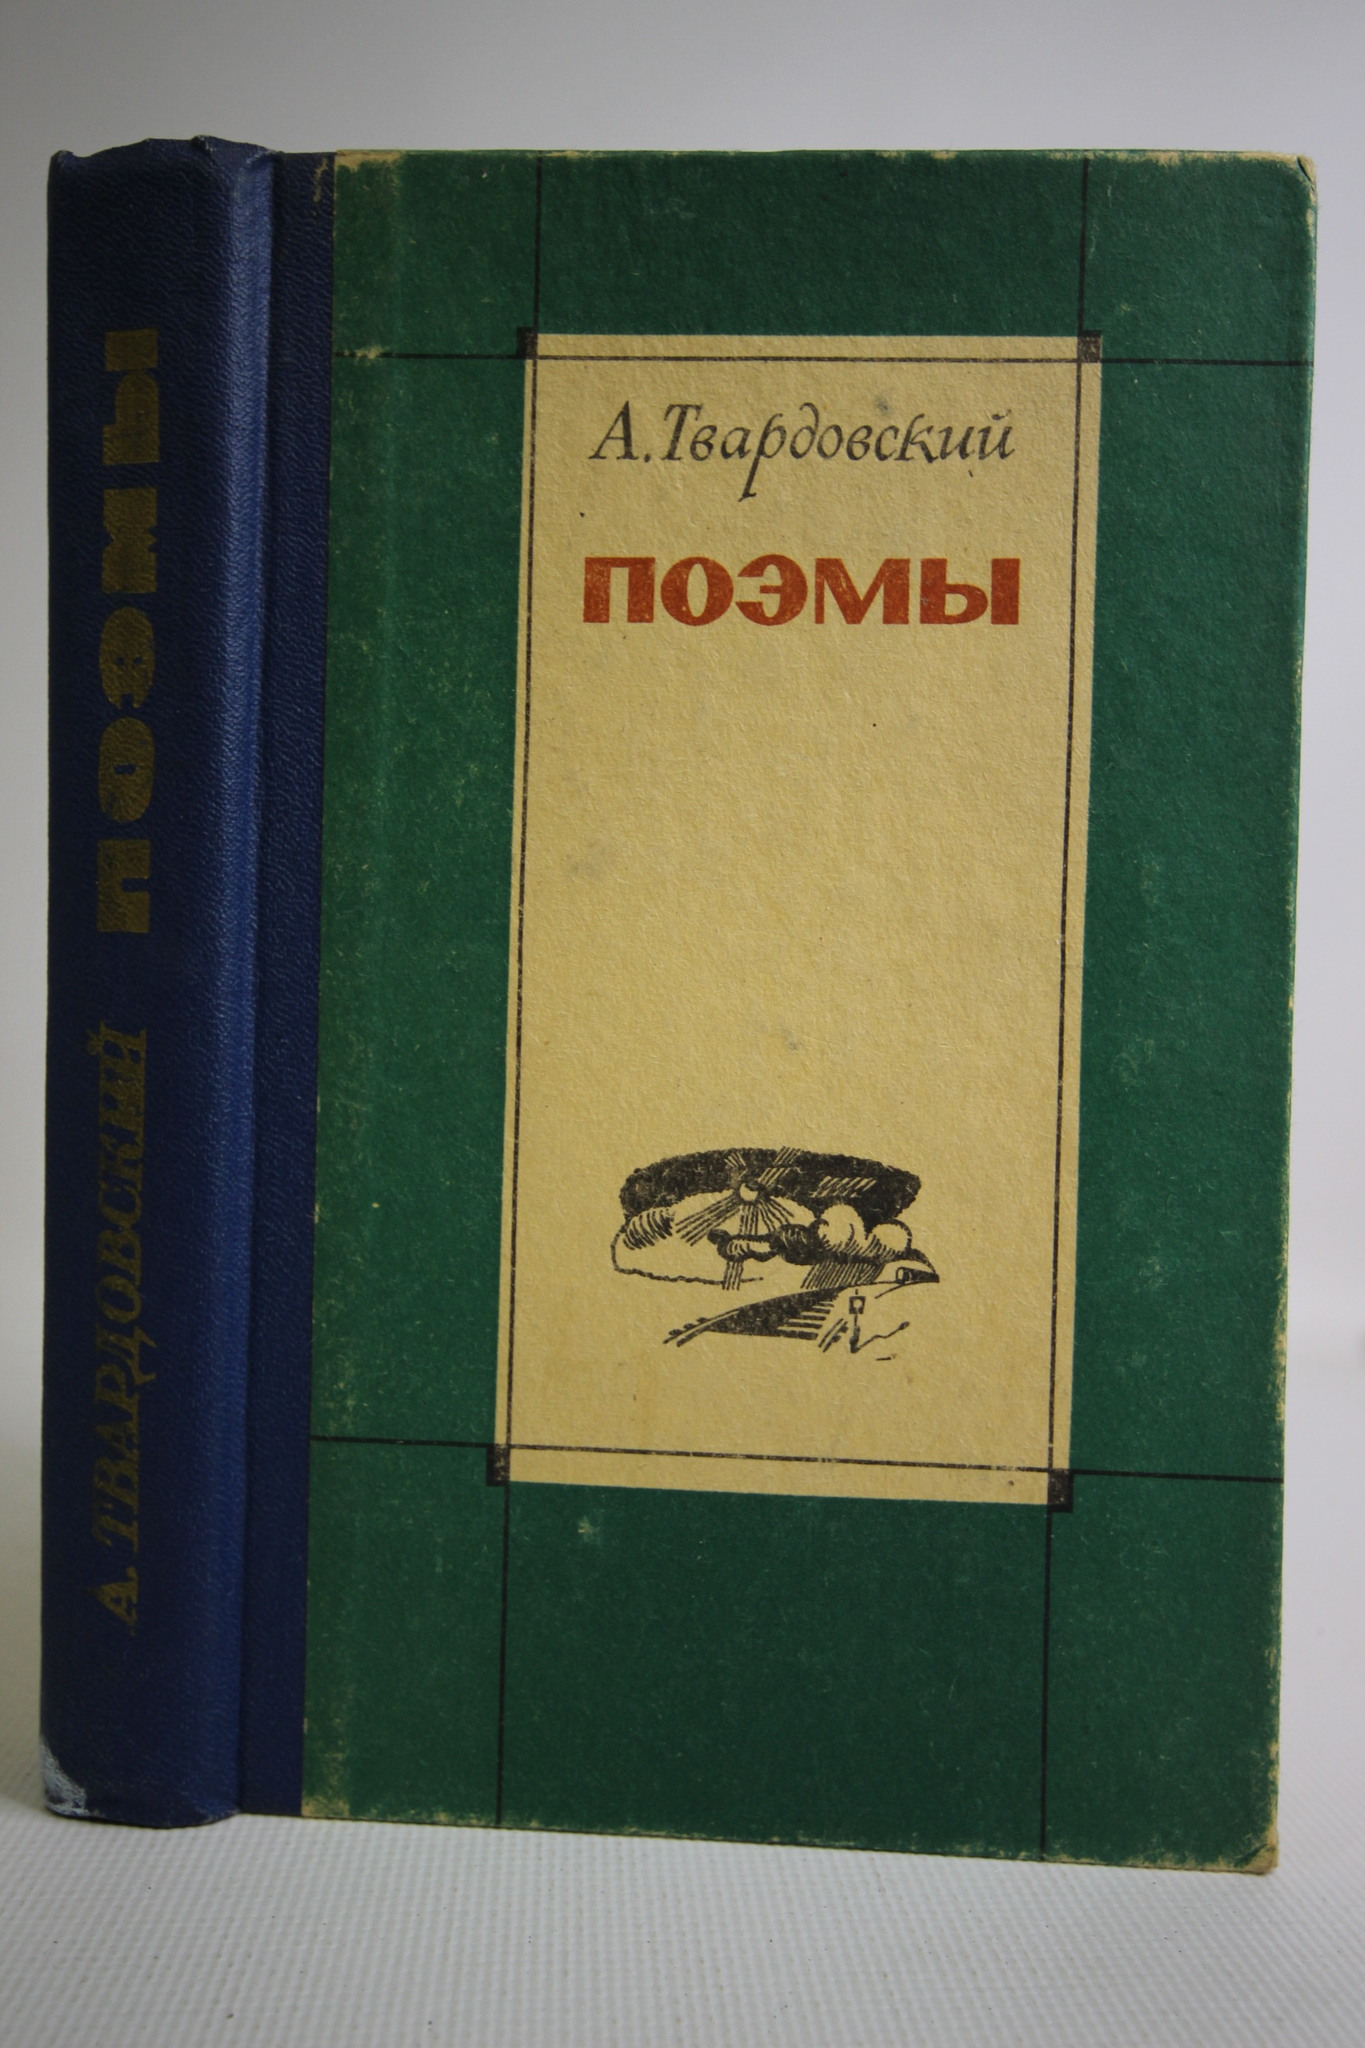 А. ТВАРДОВСКИЙ ПОЭМЫ
А. Твардовский
ПОЭМЫ